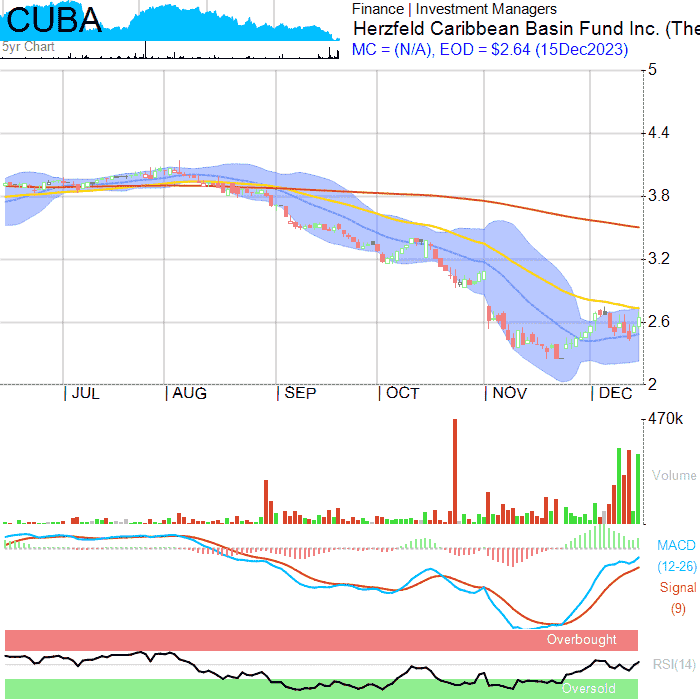 CUBA
Finance | Investment Managers
Herzfeld Caribbean Basin Fund Inc. (The
5yr Chart
MC = (N/A), EOD = $2.64 (15Dec2023)
5
4.4
3.8
3.2
2.6
2
| JUL | AUG | SEP | OCT | NOV | DEC
470k
Volume
MACD
(12-26)
Signal
(9)
Overbought
RSI(14)
Oversold